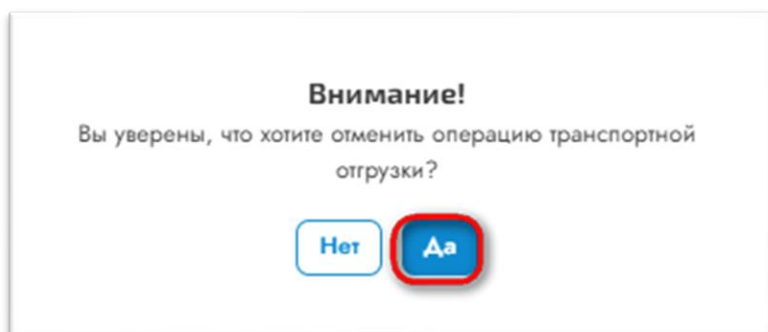 Внимание!
Вы уверены, что хотите отменить операцию транспортной
отгрузки?
Нет Да